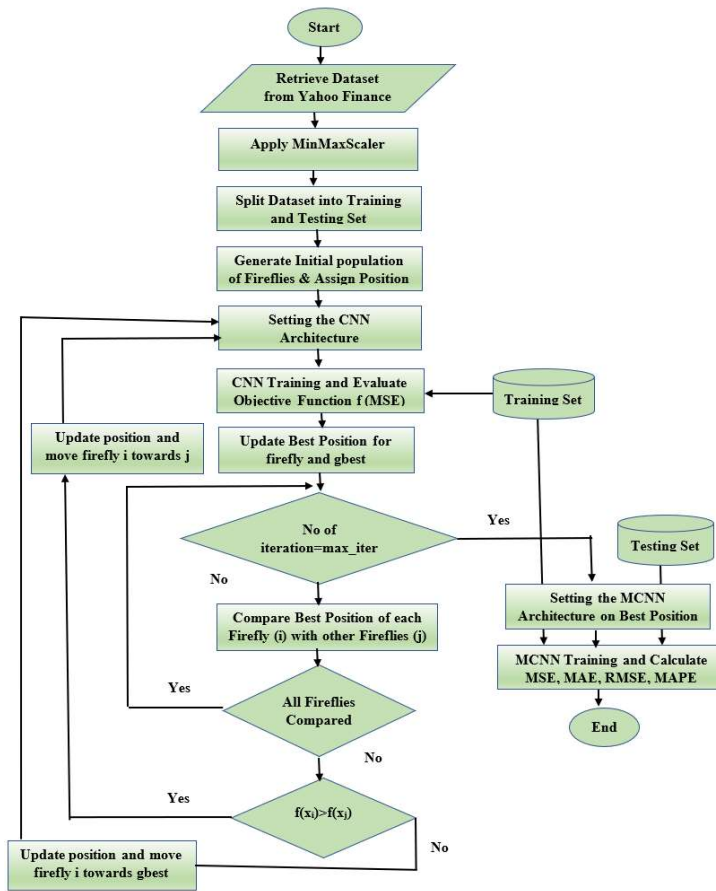 Start
Retrieve Dataset
from Yahoo Finance
Apply MinMaxScaler
Split Dataset into Training
and Testing Set
Generate Initial population
of Fireflies & Assign Position
Setting the CNN
Architecture
CNN Training and Evaluate
Objective Function f (MSE)
Training Set
Update position and
move firefly i towards j
Update Best Position for
firefly and gbest
No of
iteration=max_iter
Yes
Testing Set
No
Setting the MCNN
Architecture on Best Position
Compare Best Position of each
Firefly (i) with other Fireflies (j)
MCNN Training and Calculate
MSE, MAE, RMSE, MAPE
Yes
All Fireflies
Compared
End
No
Yes
f(xi)>f(xj)
No
Update position and move
firefly i towards gbest